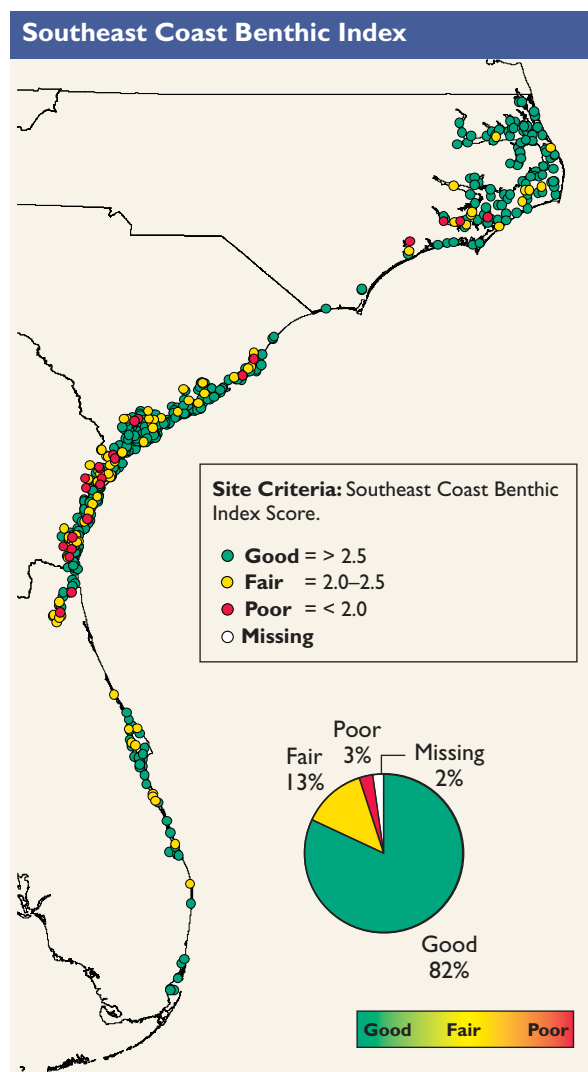 Southeast Coast Benthic Index
Site Criteria: Southeast Coast Benthic
Index Score.
Good = > 2.5
Fair = 2.0–2.5
Poor = < 2.0
Missing
Poor
3%
Missing
2%
Fair
13%
Good
82%
Good Fair Poor